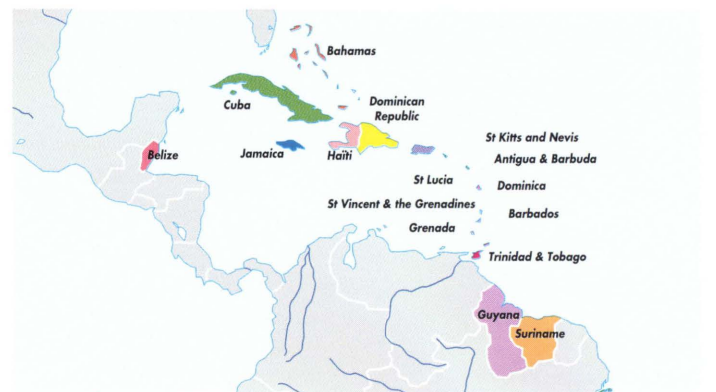 Bahamas
Cuba
Dominican
Republic
St Kitts and Nevis
Belize
Jamaica
Haïti
Antigua & Barbuda
St Lucia
Dominica
St Vincent & the Grenadines
Barbados
Grenada
Trinidad & Tobago
Guyana
Suriname